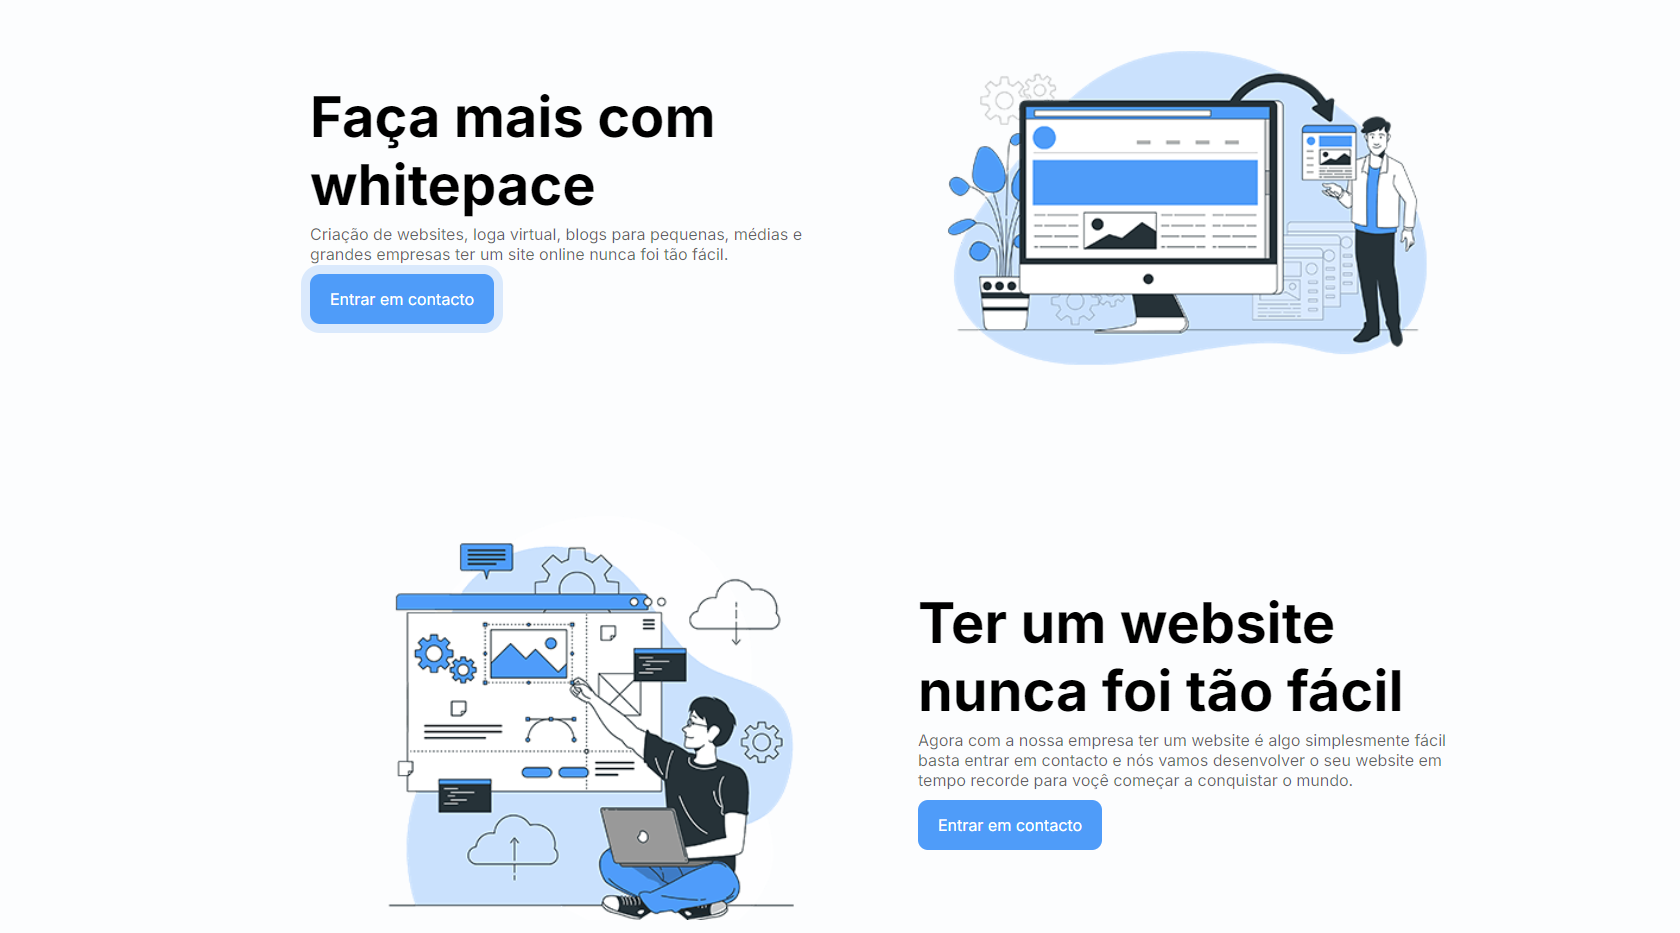 Faça mais com
whitepace
Criação de websites, loga virtual, blogs para pequenas, médias e
grandes empresas ter um site online nunca foi tão fácil.
Entrar em contacto
Ter um website
nunca foi tão fácil
Agora com a nossa empresa ter um website é algo simplesmente fácil
basta entrar em contacto e nós vamos desenvolver o seu website em
tempo recorde para voçê começar a conquistar o mundo.
Entrar em contacto